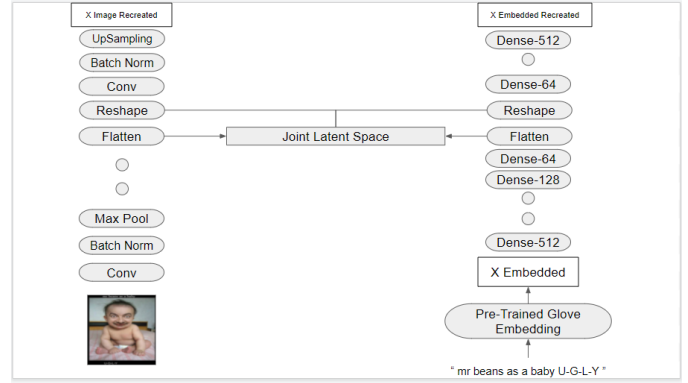 X Image Recreated
UpSampling
Batch Norm
Conv
Reshape
Flatten
Max Pool
Batch Norm
Conv
Joint Latent Space
X Embedded Recreated
Dense-512
Dense-64
Reshape
Flatten
Dense-64
Dense-128
Dense-512
X Embedded
Pre-Trained Glove
Embedding
“ mr beans as a baby U-G-L-Y ”